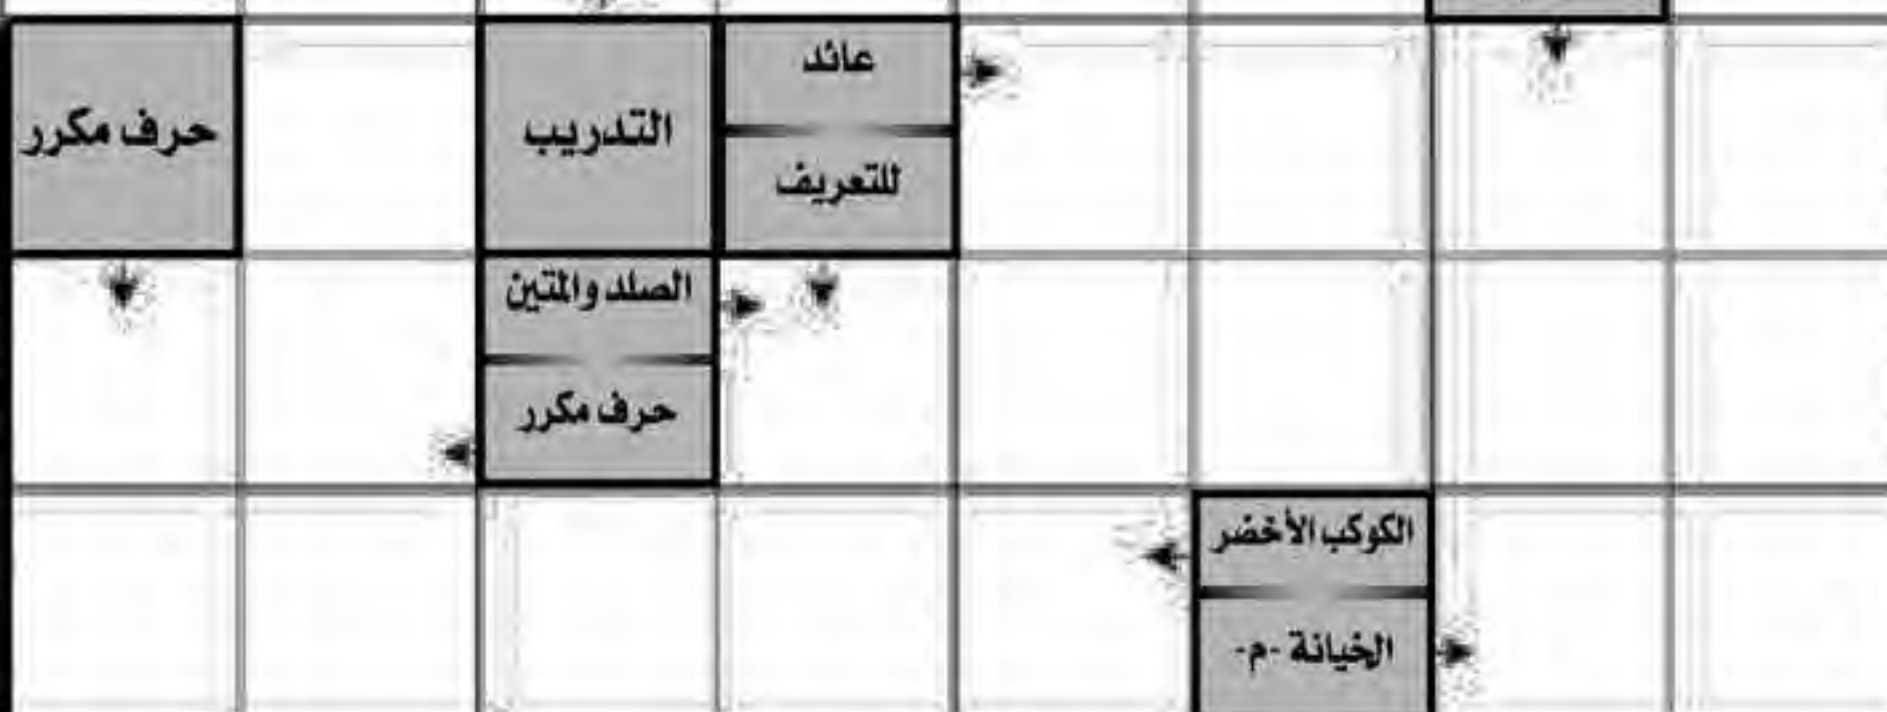 عائد
للتعريف
التدريب
حرف مكرر
الصلد والمتين
حرف مكرر
الكوكب الأخضر
الخيانة -م-